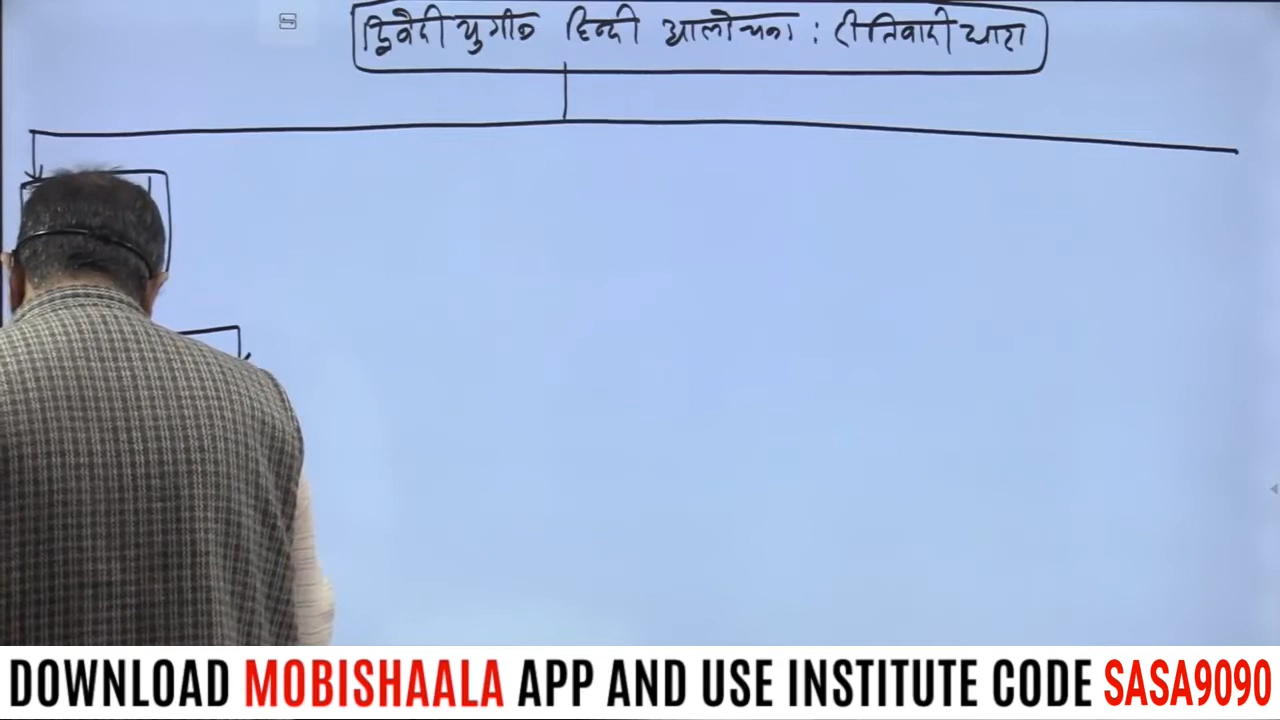 द्विवेदी युगीन हिन्दी आलोचना : रीतिवादी धारा
DOWNLOAD MOBISHAALA APP AND USE INSTITUTE CODE SASA9090